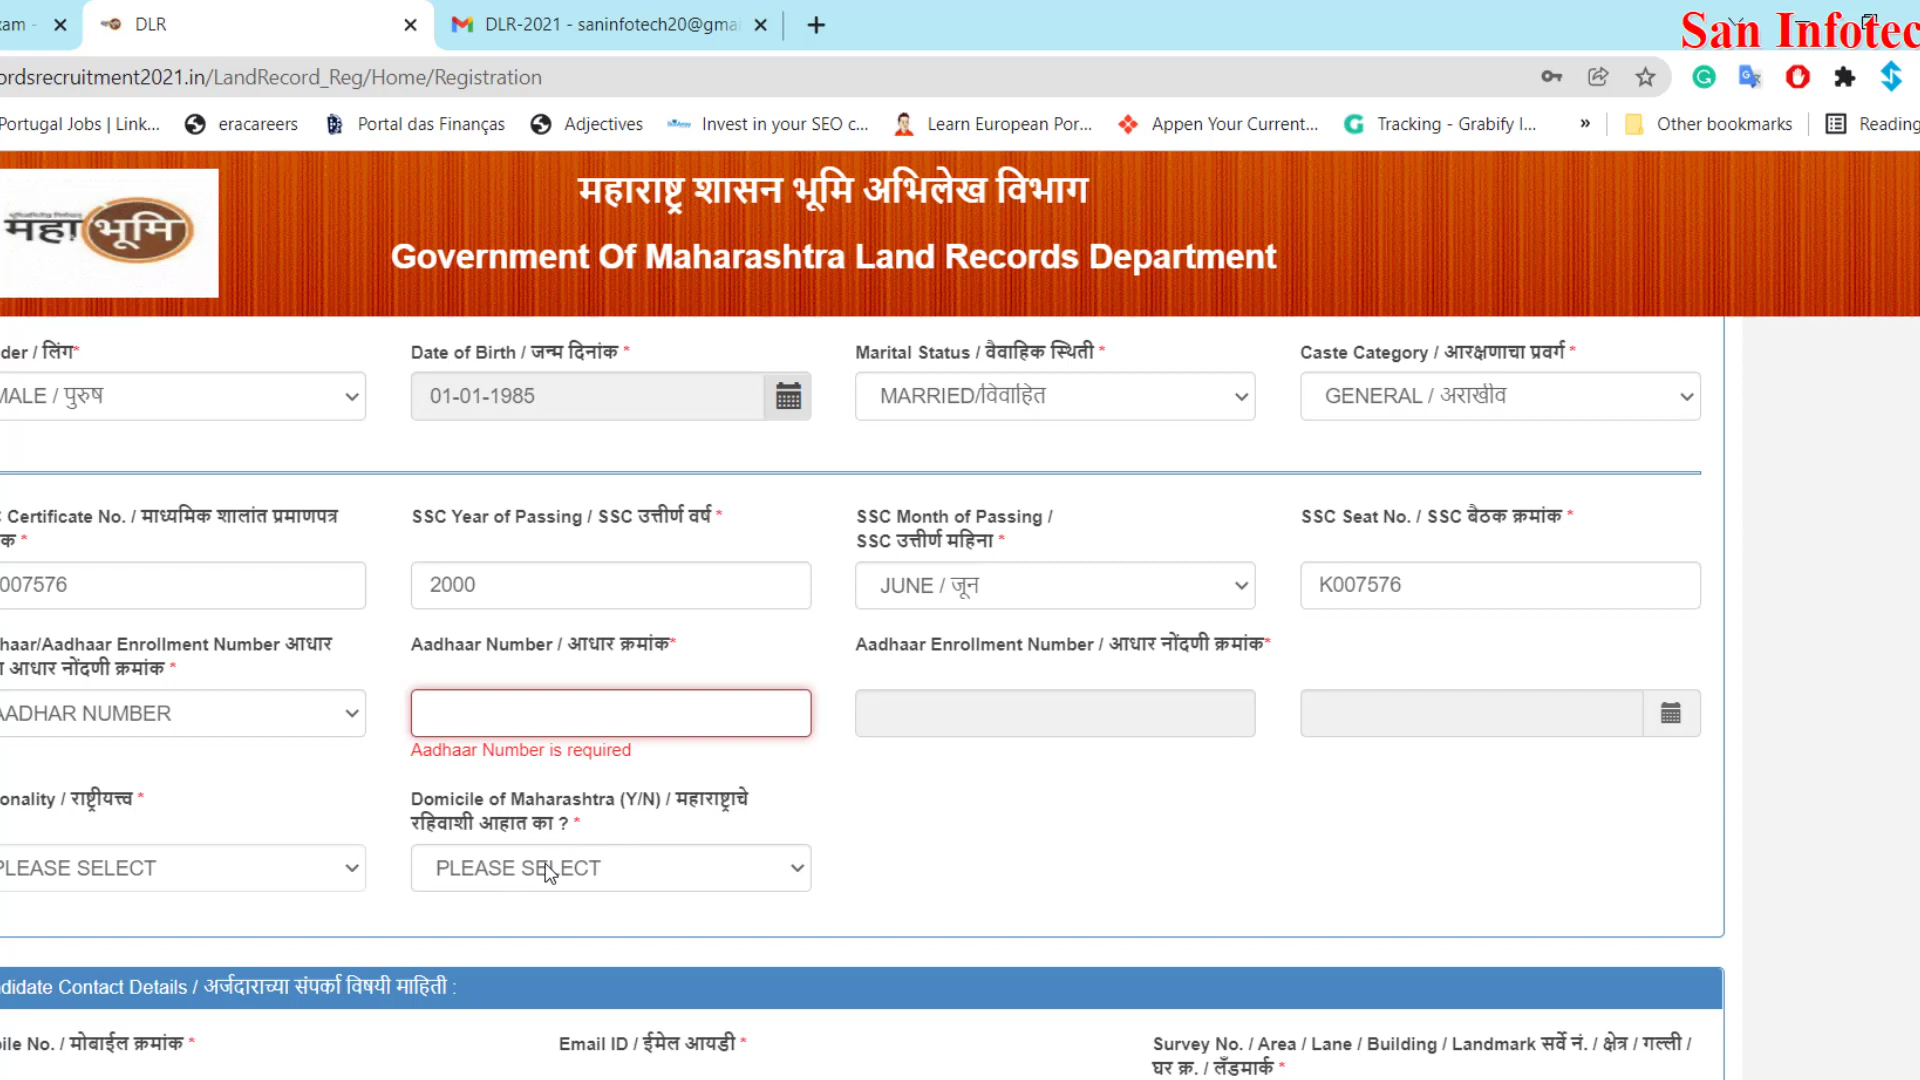 xam -
DLR
DLR-2021 - saninfotech20@gma
San Infotec
ordsrecruitment2021.in/LandRecord_Reg/Home/Registration
Portugal Jobs | Link...
eracareers
Portal das Finanças
Adjectives
Invest in your SEO c...
Learn European Por...
Appen Your Current...
Tracking - Grabify I...
»
Other bookmarks
Reading
महाराष्ट्र शासन भूमि अभिलेख विभाग
महाभूमि
Government Of Maharashtra Land Records Department
der / लिंग*
Date of Birth / जन्म दिनांक *
Marital Status / वैवाहिक स्थिती *
Caste Category / आरक्षणाचा प्रवर्ग *
MALE / पुरुष
01-01-1985
MARRIED/विवाहित
GENERAL / अराखीव
Certificate No. / माध्यमिक शालांत प्रमाणपत्र
क *
SSC Year of Passing / SSC उत्तीर्ण वर्ष *
SSC Month of Passing /
SSC उत्तीर्ण महिना *
SSC Seat No. / SSC बैठक क्रमांक *
007576
2000
JUNE / जून
K007576
haar/Aadhaar Enrollment Number आधार
आधार नोंदणी क्रमांक *
Aadhaar Number / आधार क्रमांक*
Aadhaar Enrollment Number / आधार नोंदणी क्रमांक*
AADHAR NUMBER
Aadhaar Number is required
onality / राष्ट्रीयत्त्व *
Domicile of Maharashtra (Y/N) / महाराष्ट्राचे
रहिवाशी आहात का ? *
PLEASE SELECT
PLEASE SELECT
didate Contact Details / अर्जदाराच्या संपर्का विषयी माहिती :
ile No. / मोबाईल क्रमांक *
Email ID / ईमेल आयडी *
Survey No. / Area / Lane / Building / Landmark सर्वे नं. / क्षेत्र / गल्ली /
घर क्र. / लँडमार्क *